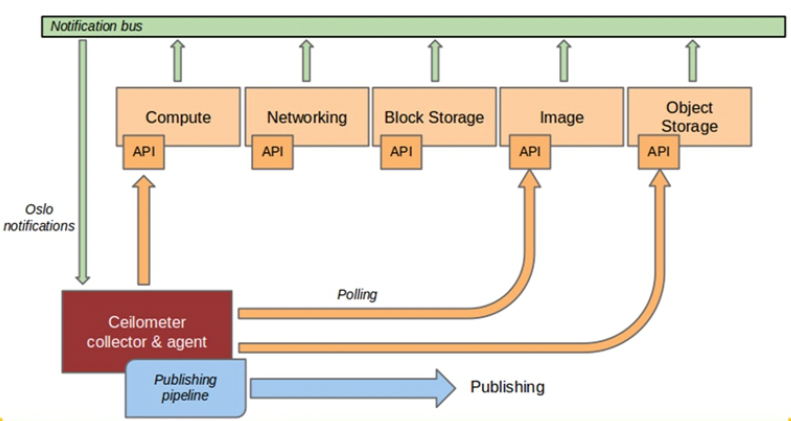 Notification bus
Compute
Networking
Block Storage
Image
Object
Storage
API
API
API
API
API
Oslo
notifications
Polling
Ceilometer
collector & agent
Publishing
pipeline
Publishing